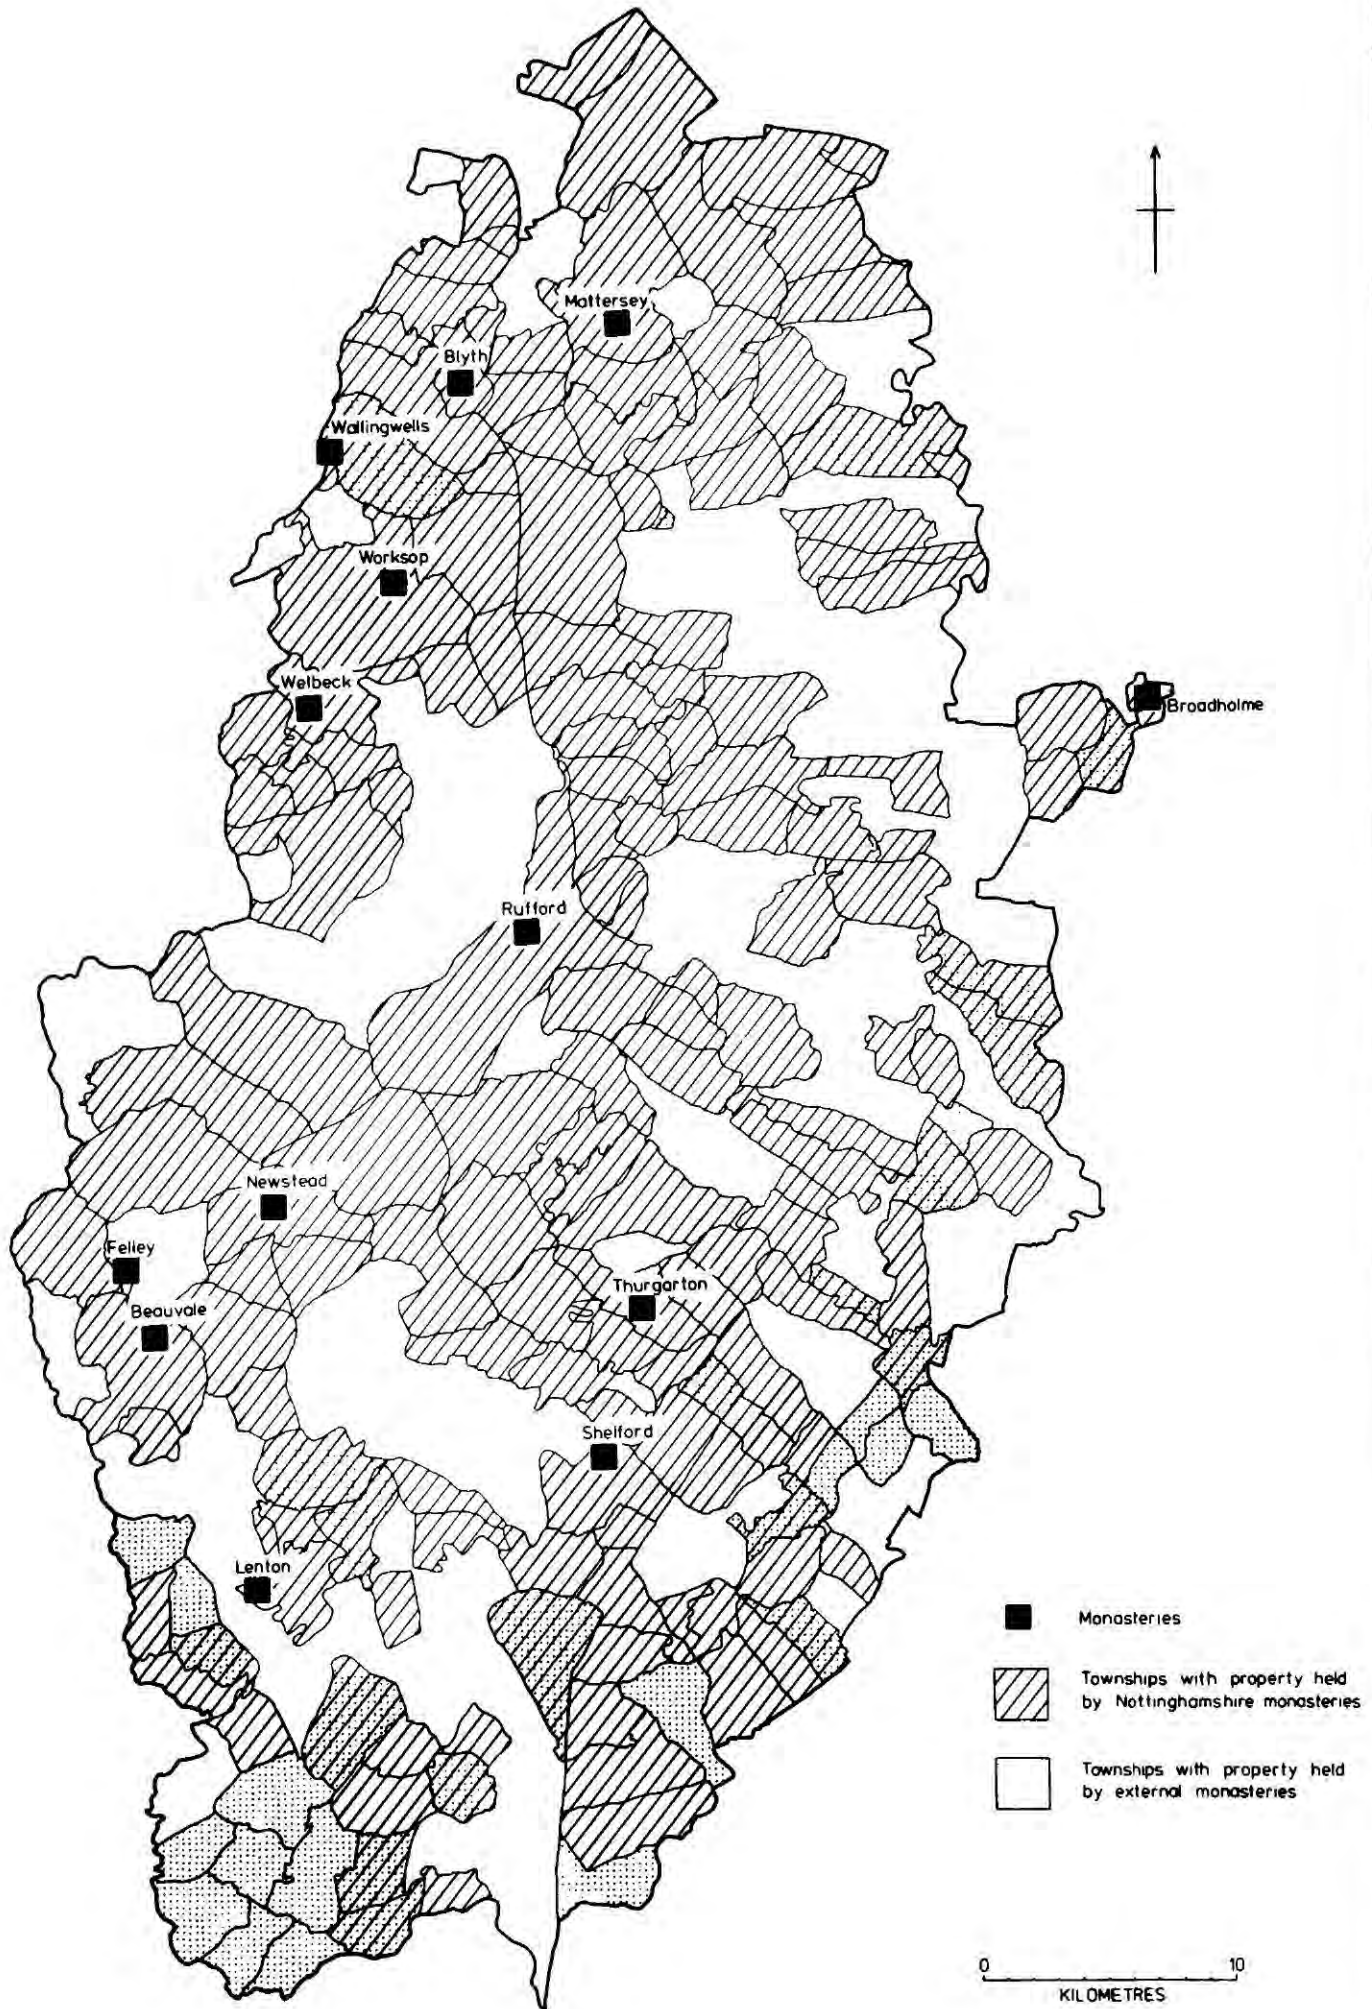 Mattersey
Blyth
Wallingwells
Worksop
Welbeck
Broadholme
Rufford
Newstead
Felley
Thurgarton
Beauvale
Shelford
Lenton
Monasteries
Townships with property held
by Nottinghamshire monasteries
Townships with property held
by external monasteries
0 10
KILOMETRES